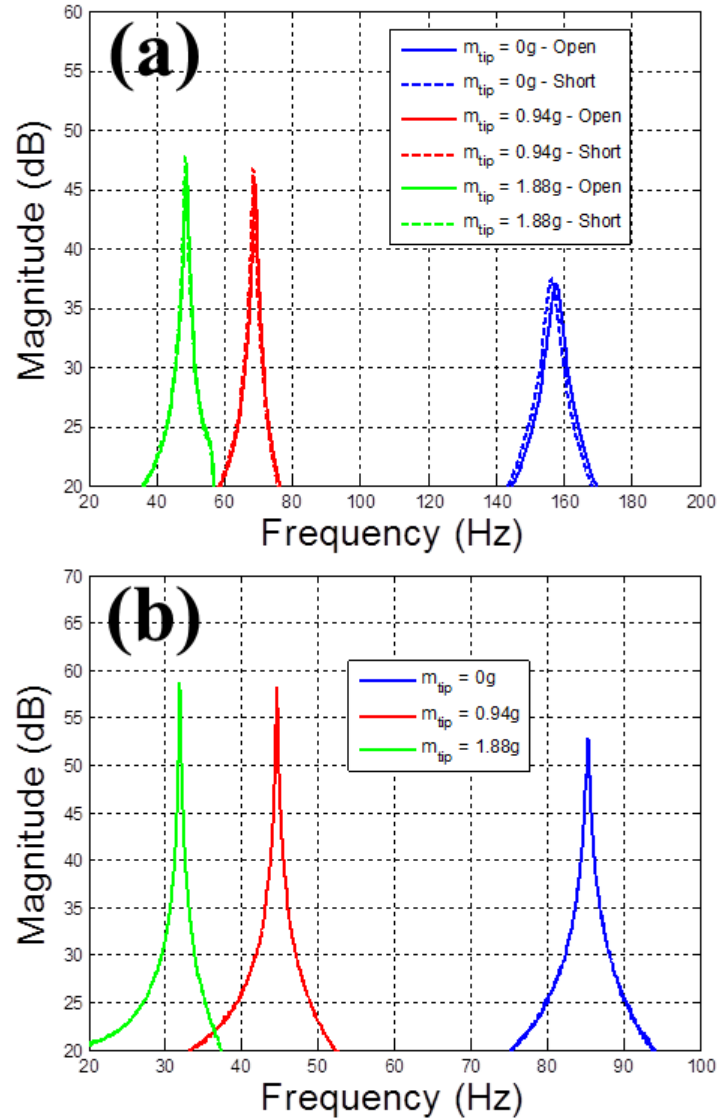 (a)
60
55
50
45
40
35
30
25
20
Magnitude (dB)
m_tip = 0g - Open
m_tip = 0g - Short
m_tip = 0.94g - Open
m_tip = 0.94g - Short
m_tip = 1.88g - Open
m_tip = 1.88g - Short
20 40 60 80 100 120 140 160 180 200
Frequency (Hz)
(b)
70
65
60
55
50
45
40
35
30
25
20
Magnitude (dB)
m_tip = 0g
m_tip = 0.94g
m_tip = 1.88g
20 30 40 50 60 70 80 90 100
Frequency (Hz)